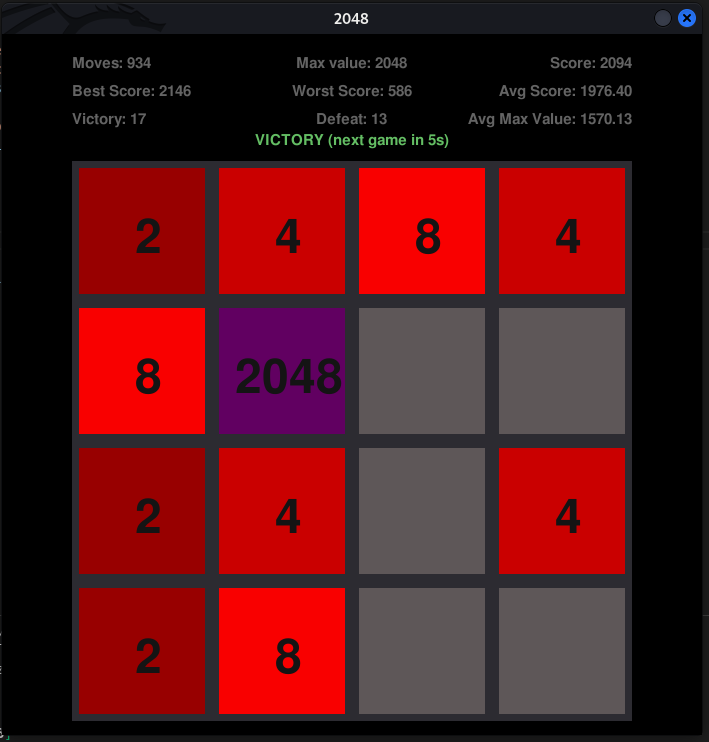 2048
Moves: 934 Max value: 2048 Score: 2094
Best Score: 2146 Worst Score: 586 Avg Score: 1976.40
Victory: 17 Defeat: 13 Avg Max Value: 1570.13
VICTORY (next game in 5s)
2 4 8 4
8 2048
2 4 4
2 8